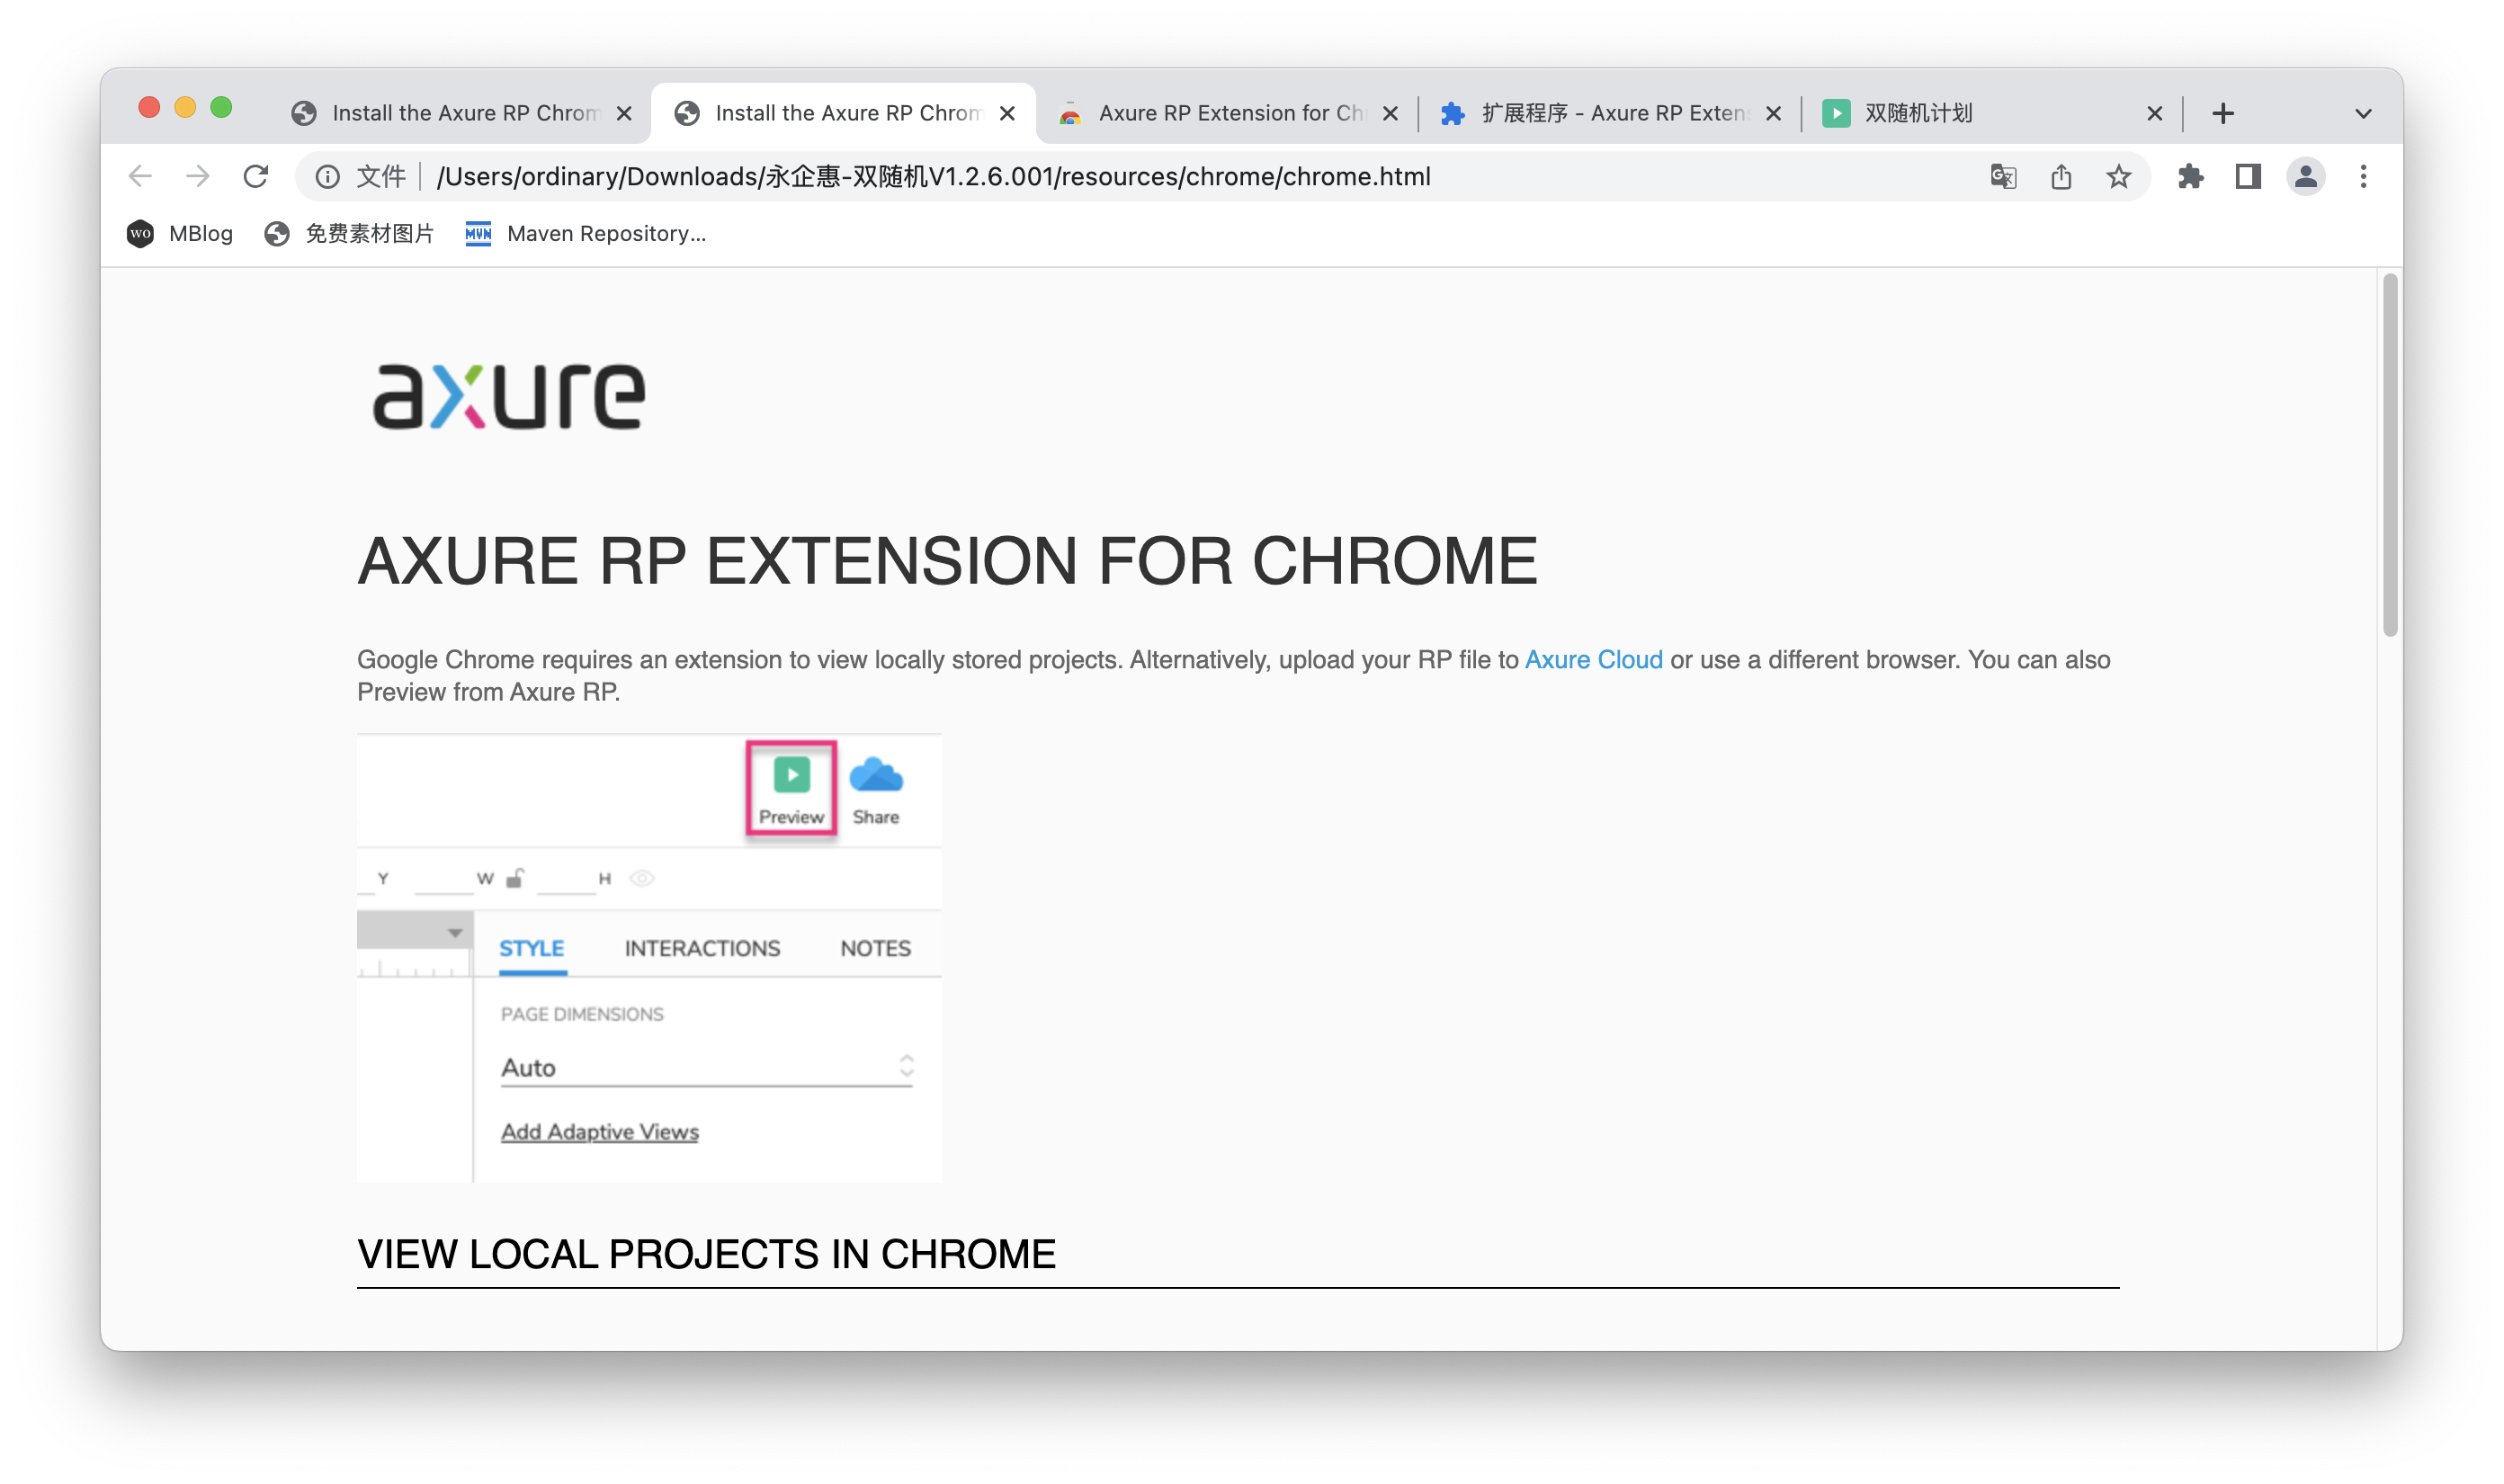 Install the Axure RP Chrom
Install the Axure RP Chrom
Axure RP Extension for Ch
扩展程序 - Axure RP Extens
双随机计划
文件
/Users/ordinary/Downloads/永企惠-双随机V1.2.6.001/resources/chrome/chrome.html
WO
MBlog
免费素材图片
MVN
Maven Repository...
axure
AXURE RP EXTENSION FOR CHROME
Google Chrome requires an extension to view locally stored projects. Alternatively, upload your RP file to Axure Cloud or use a different browser. You can also
Preview from Axure RP.
Preview
Share
Y
W
H
STYLE
INTERACTIONS
NOTES
PAGE DIMENSIONS
Auto
Add Adaptive Views
VIEW LOCAL PROJECTS IN CHROME